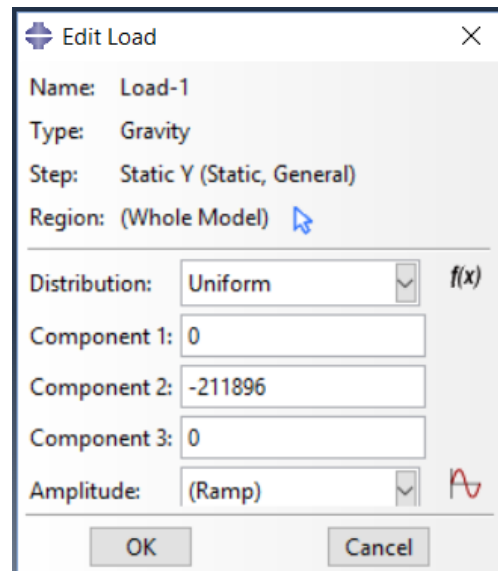 Edit Load
Name: Load-1
Type: Gravity
Step: Static Y (Static, General)
Region: (Whole Model)
Distribution: Uniform f(x)
Component 1: 0
Component 2: -211896
Component 3: 0
Amplitude: (Ramp)
OK Cancel